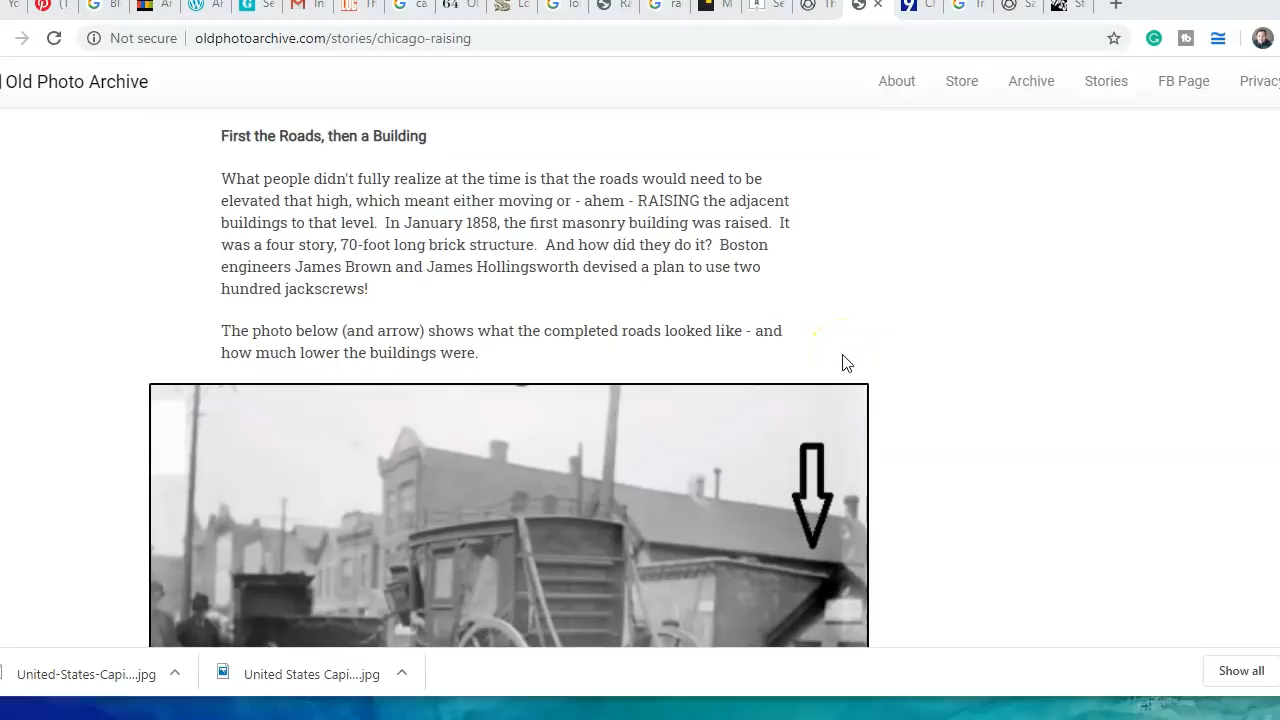 Not secure oldphotoarchive.com/stories/chicago-raising
Old Photo Archive About Store Archive Stories FB Page Privacy
First the Roads, then a Building
What people didn't fully realize at the time is that the roads would need to be
elevated that high, which meant either moving or - ahem - RAISING the adjacent
buildings to that level. In January 1858, the first masonry building was raised. It
was a four story, 70-foot long brick structure. And how did they do it? Boston
engineers James Brown and James Hollingsworth devised a plan to use two
hundred jackscrews!
The photo below (and arrow) shows what the completed roads looked like - and
how much lower the buildings were.
United-States-Capi....jpg United States Capi....jpg Show all